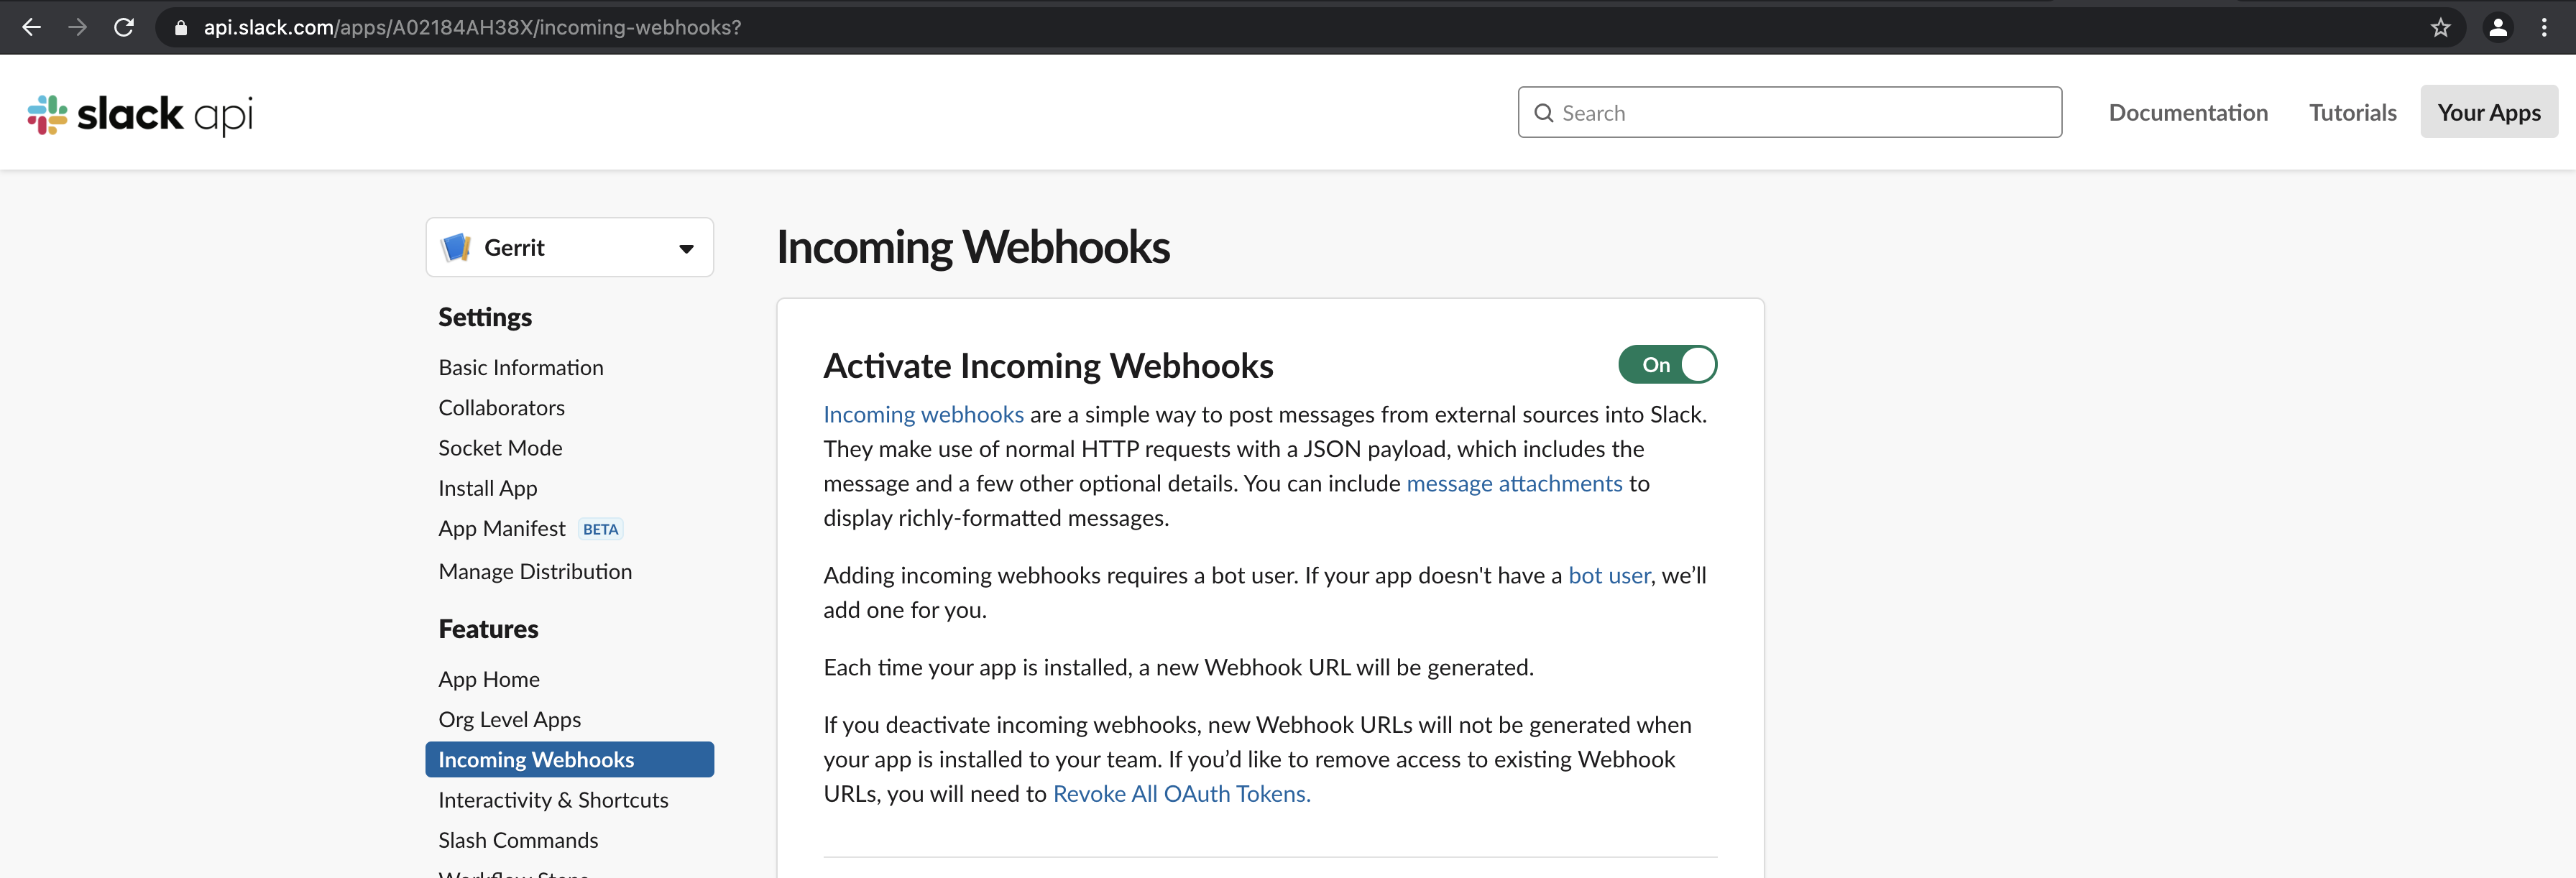 api.slack.com/apps/A02184AH38X/incoming-webhooks?
slack api
Search
Documentation
Tutorials
Your Apps
Gerrit
Settings
Basic Information
Collaborators
Socket Mode
Install App
App Manifest BETA
Manage Distribution
Features
App Home
Org Level Apps
Incoming Webhooks
Interactivity & Shortcuts
Slash Commands
Workflow Steps
Incoming Webhooks
Activate Incoming Webhooks
On
Incoming webhooks are a simple way to post messages from external sources into Slack.
They make use of normal HTTP requests with a JSON payload, which includes the
message and a few other optional details. You can include message attachments to
display richly-formatted messages.
Adding incoming webhooks requires a bot user. If your app doesn't have a bot user, we’ll
add one for you.
Each time your app is installed, a new Webhook URL will be generated.
If you deactivate incoming webhooks, new Webhook URLs will not be generated when
your app is installed to your team. If you’d like to remove access to existing Webhook
URLs, you will need to Revoke All OAuth Tokens.